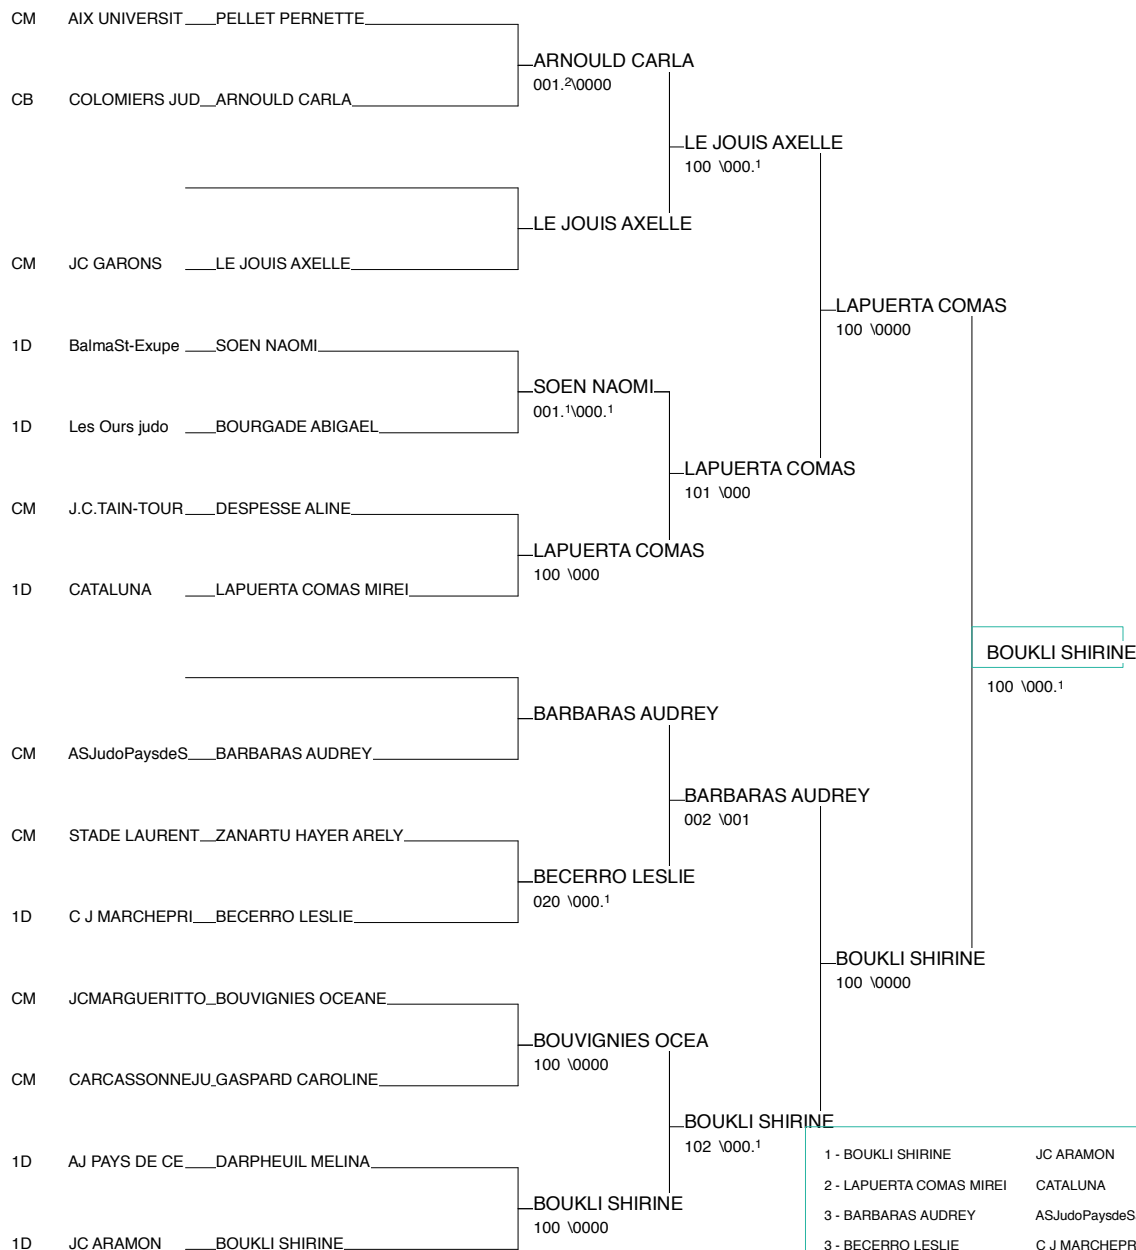 CM AIX UNIVERSIT PELLET PERNETTE
ARNOULD CARLA
001.²\0000
CB COLOMIERS JUD ARNOULD CARLA
LE JOUIS AXELLE
100 \000.¹
LE JOUIS AXELLE
CM JC GARONS LE JOUIS AXELLE
LAPUERTA COMAS
100 \0000
1D BalmaSt-Exupe SOEN NAOMI
SOEN NAOMI
001.¹\000.¹
1D Les Ours judo BOURGADE ABIGAEL
LAPUERTA COMAS
101 \000
CM J.C.TAIN-TOUR DESPESSE ALINE
LAPUERTA COMAS
100 \000
1D CATALUNA LAPUERTA COMAS MIREI
BOUKLI SHIRINE
100 \000.¹
BARBARAS AUDREY
CM ASJudoPaysdeS BARBARAS AUDREY
BARBARAS AUDREY
002 \001
CM STADE LAURENT ZANARTU HAYER ARELY
BECERRO LESLIE
020 \000.¹
1D C J MARCHEPRI BECERRO LESLIE
BOUKLI SHIRINE
100 \0000
CM JCMARGUERITTO BOUVIGNIES OCEANE
BOUVIGNIES OCEA
100 \0000
CM CARCASSONNEJU GASPARD CAROLINE
BOUKLI SHIRINE
102 \000.¹
1D AJ PAYS DE CE DARPHEUIL MELINA
BOUKLI SHIRINE
100 \0000
1D JC ARAMON BOUKLI SHIRINE
1 - BOUKLI SHIRINE JC ARAMON
2 - LAPUERTA COMAS MIREI CATALUNA
3 - BARBARAS AUDREY ASJudoPaysdeS
3 - BECERRO LESLIE C J MARCHEPR